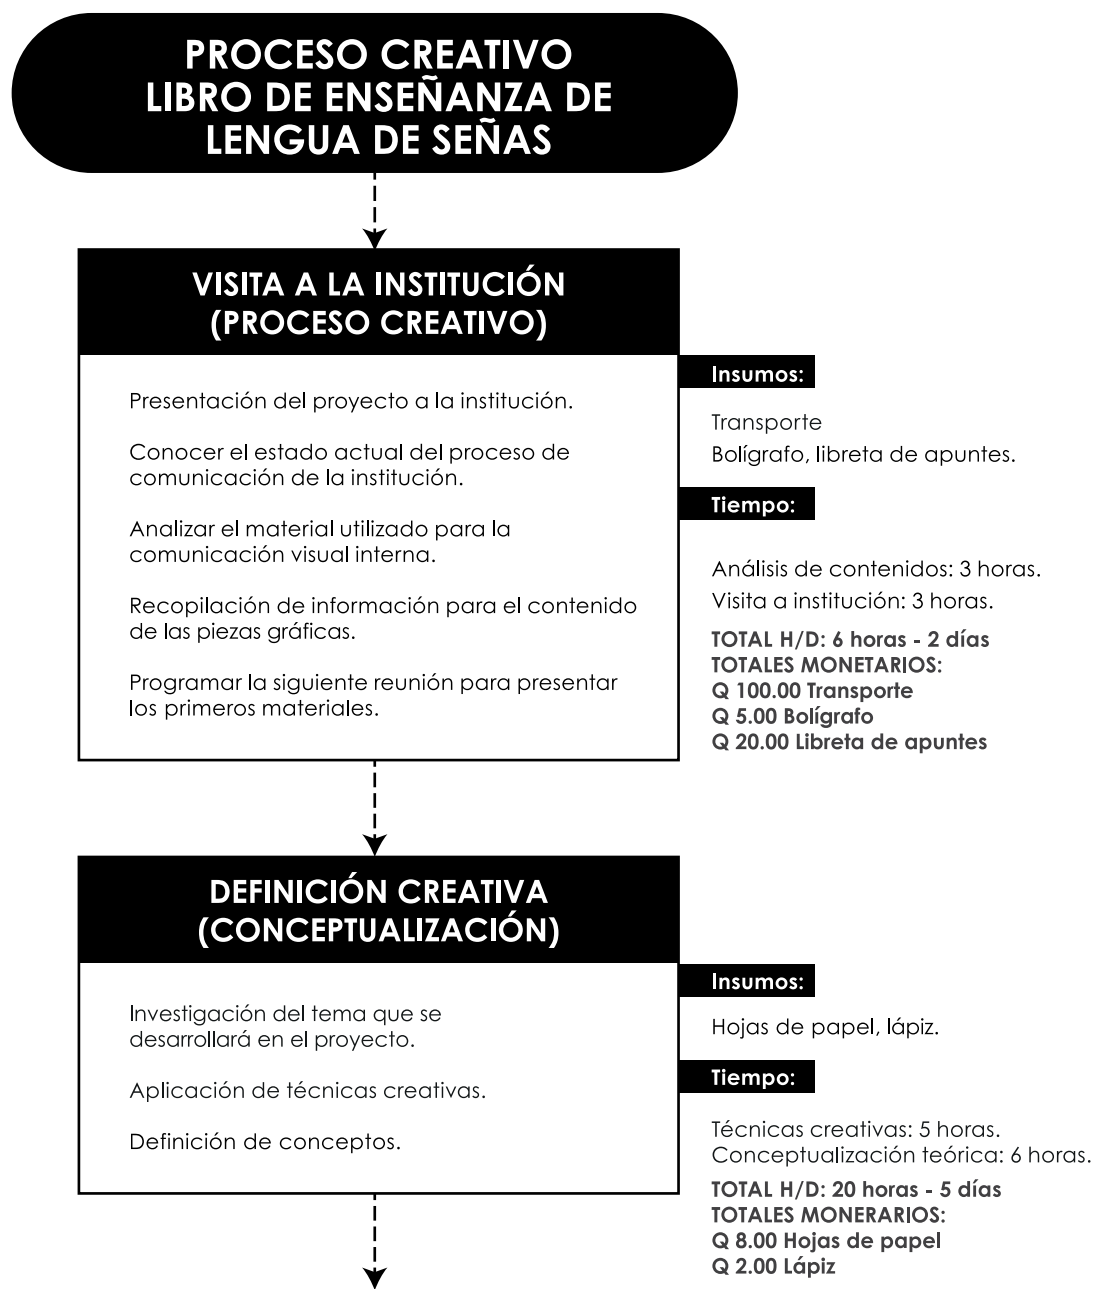 PROCESO CREATIVO
LIBRO DE ENSEÑANZA DE
LENGUA DE SEÑAS
VISITA A LA INSTITUCIÓN
(PROCESO CREATIVO)
Presentación del proyecto a la institución.
Conocer el estado actual del proceso de
comunicación de la institución.
Analizar el material utilizado para la
comunicación visual interna.
Recopilación de información para el contenido
de las piezas gráficas.
Programar la siguiente reunión para presentar
los primeros materiales.
Insumos:
Transporte
Bolígrafo, libreta de apuntes.
Tiempo:
Análisis de contenidos: 3 horas.
Visita a institución: 3 horas.
TOTAL H/D: 6 horas - 2 días
TOTALES MONETARIOS:
Q 100.00 Transporte
Q 5.00 Bolígrafo
Q 20.00 Libreta de apuntes
DEFINICIÓN CREATIVA
(CONCEPTUALIZACIÓN)
Investigación del tema que se
desarrollará en el proyecto.
Aplicación de técnicas creativas.
Definición de conceptos.
Insumos:
Hojas de papel, lápiz.
Tiempo:
Técnicas creativas: 5 horas.
Conceptualización teórica: 6 horas.
TOTAL H/D: 20 horas - 5 días
TOTALES MONERARIOS:
Q 8.00 Hojas de papel
Q 2.00 Lápiz